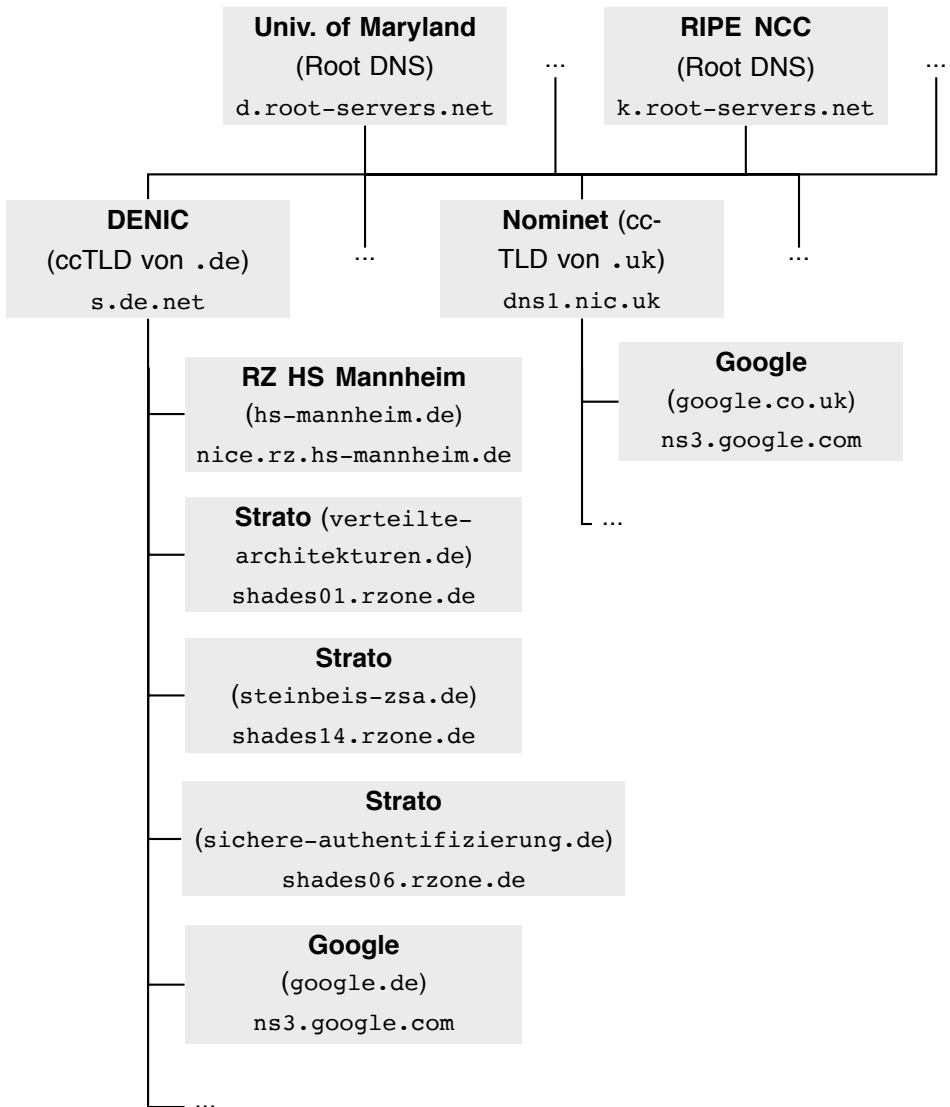 Univ. of Maryland
(Root DNS)
d.root-servers.net
...
RIPE NCC
(Root DNS)
k.root-servers.net
...
DENIC
(ccTLD von .de)
s.de.net
...
Nominet (cc-
TLD von .uk)
dns1.nic.uk
...
RZ HS Mannheim
(hs-mannheim.de)
nice.rz.hs-mannheim.de
Strato (verteilte-
architekturen.de)
shades01.rzone.de
Strato
(steinbeis-zsa.de)
shades14.rzone.de
Strato
(sichere-authentifizierung.de)
shades06.rzone.de
Google
(google.de)
ns3.google.com
...
Google
(google.co.uk)
ns3.google.com
...